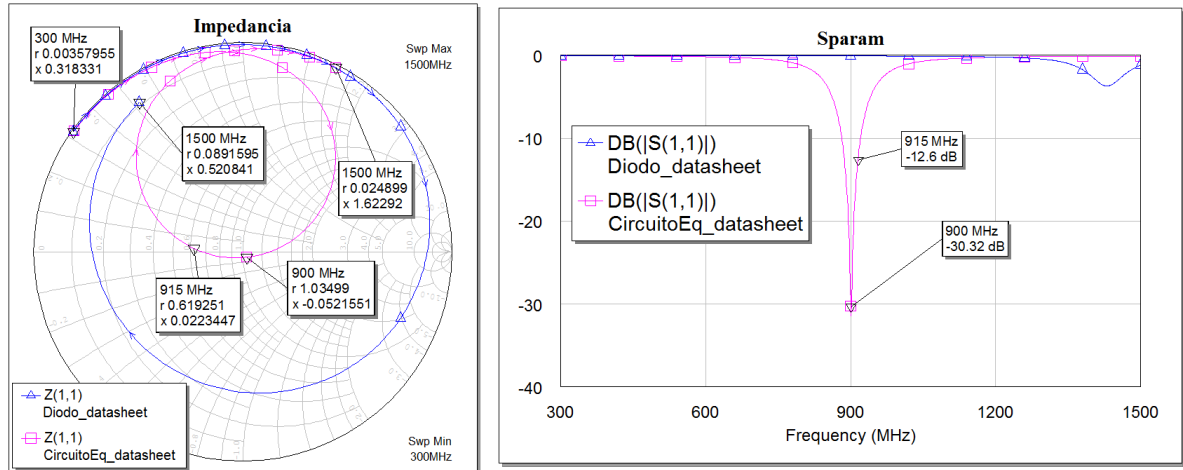 Impedancia
300 MHz
r 0.00357955
x 0.318331
Swp Max
1500MHz
1500 MHz
r 0.0891595
x 0.520841
1500 MHz
r 0.024899
x 1.62292
915 MHz
r 0.619251
x 0.0223447
900 MHz
r 1.03499
x -0.0521551
Z(1,1)
Diodo_datasheet
Z(1,1)
CircuitoEq_datasheet
Swp Min
300MHz
Sparam
0
-10
-20
-30
-40
DB(|S(1,1)|)
Diodo_datasheet
DB(|S(1,1)|)
CircuitoEq_datasheet
915 MHz
-12.6 dB
900 MHz
-30.32 dB
300
600
900
1200
1500
Frequency (MHz)